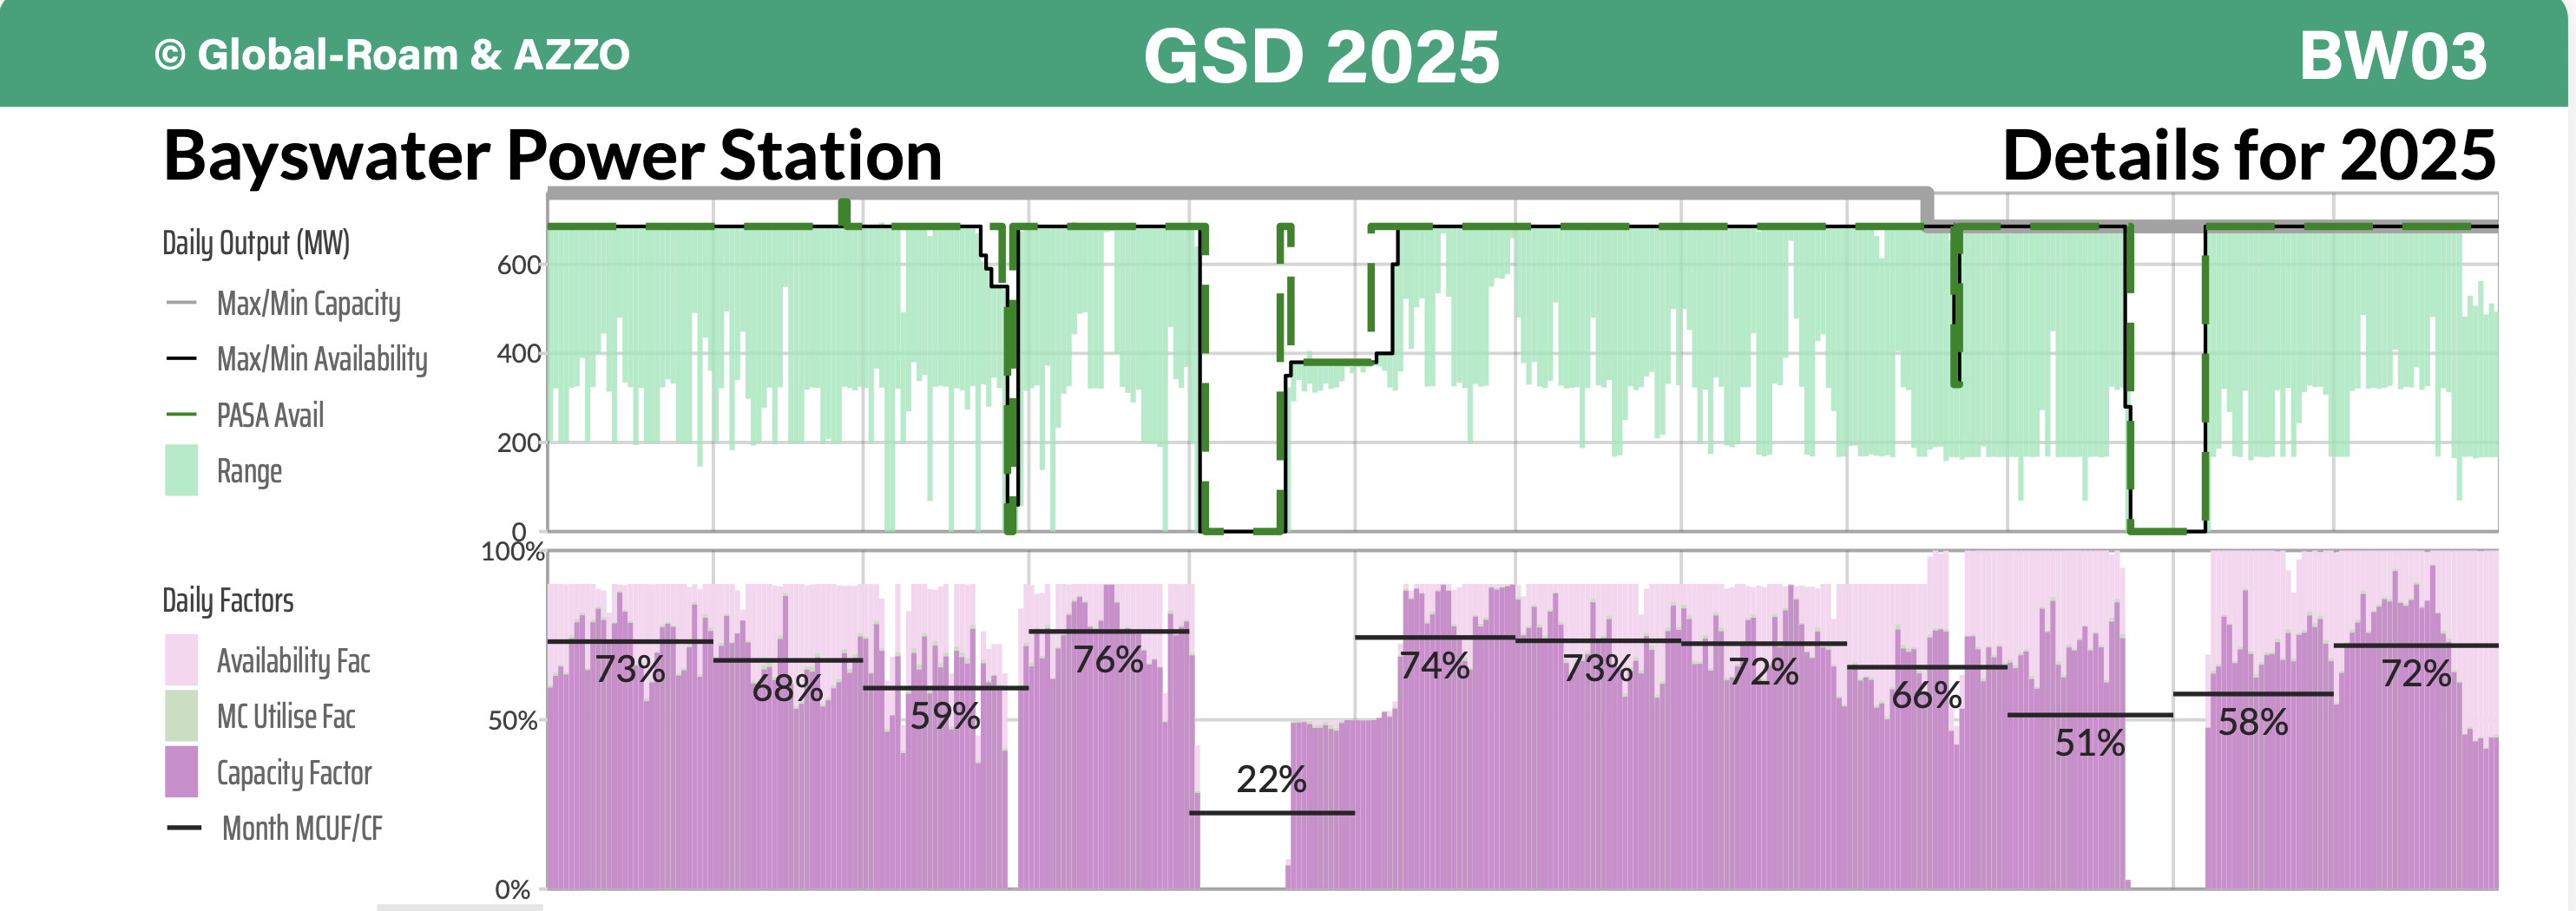 © Global-Roam & AZZO GSD 2025 BW03
Bayswater Power Station Details for 2025
Daily Output (MW)
Max/Min Capacity
Max/Min Availability
PASA Avail
Range
600
400
200
0
100%
50%
0%
Daily Factors
Availability Fac
MC Utilise Fac
Capacity Factor
Month MCUF/CF
73%
68%
59%
76%
22%
74%
73%
72%
66%
51%
58%
72%